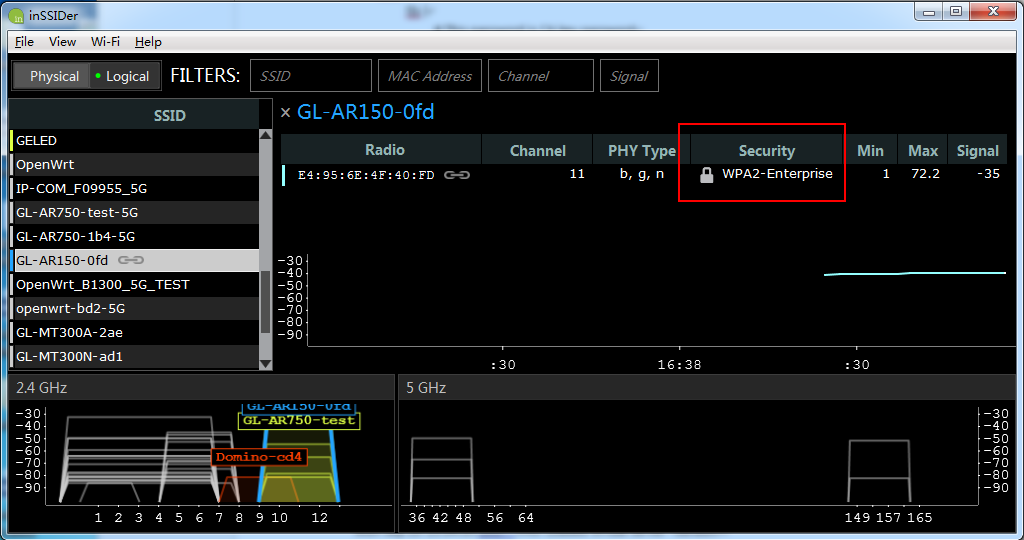 inSSIDer
File View Wi-Fi Help
Physical Logical FILTERS: SSID MAC Address Channel Signal
SSID
GELED
OpenWrt
IP-COM_F09955_5G
GL-AR750-test-5G
GL-AR750-1b4-5G
GL-AR150-0fd
OpenWrt_B1300_5G_TEST
openwrt-bd2-5G
GL-MT300A-2ae
GL-MT300N-ad1
× GL-AR150-0fd
Radio Channel PHY Type Security Min Max Signal
E4:95:6E:4F:40:FD 11 b, g, n WPA2-Enterprise 1 72.2 -35
-30
-40
-50
-60
-70
-80
-90
:30 16:38 :30
2.4 GHz
-30
-40
-50
-60
-70
-80
-90
GL-AR150-0fd
GL-AR750-test
Domino-cd4
1 2 3 4 5 6 7 8 9 10 12
5 GHz
-30
-40
-50
-60
-70
-80
-90
36 42 48 56 64 149 157 165